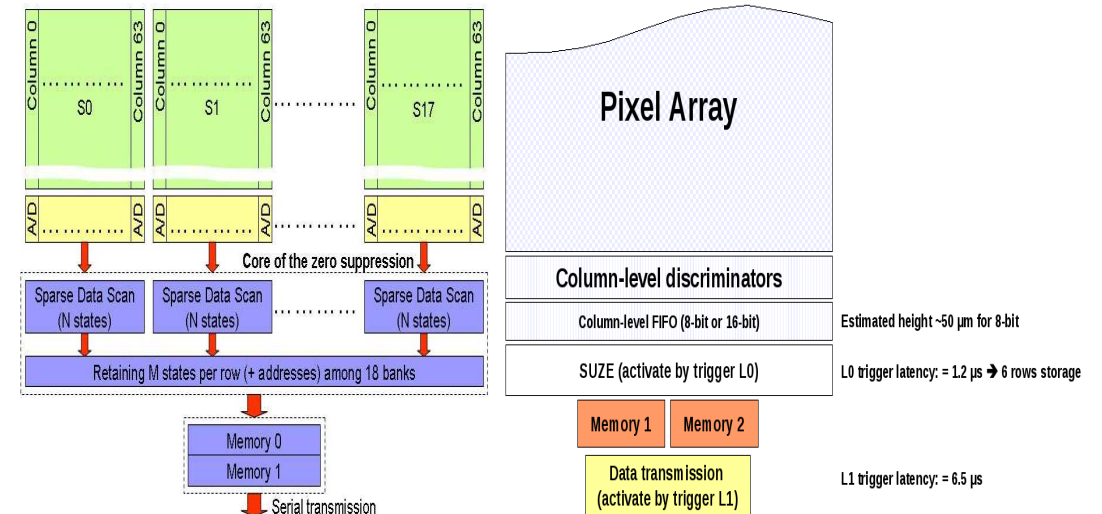 Column 0
Column 63
Column 0
Column 63
Column 0
Column 63
S0
S1
S17
A/D
A/D
A/D
A/D
A/D
A/D
Core of the zero suppression
Sparse Data Scan
(N states)
Sparse Data Scan
(N states)
Sparse Data Scan
(N states)
Retaining M states per row (+ addresses) among 18 banks
Memory 0
Memory 1
Serial transmission
Pixel Array
Column-level discriminators
Column-level FIFO (8-bit or 16-bit)
Estimated height ~50 µm for 8-bit
SUZE (activate by trigger L0)
L0 trigger latency: = 1.2 µs ➔ 6 rows storage
Memory 1
Memory 2
Data transmission
(activate by trigger L1)
L1 trigger latency: = 6.5 µs